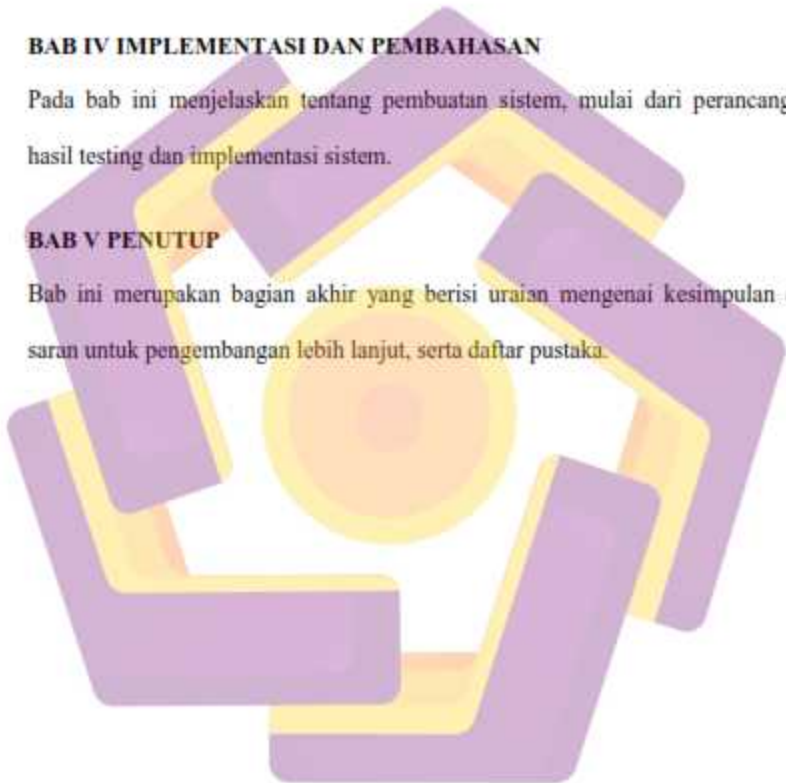 BAB IV IMPLEMENTASI DAN PEMBAHASAN
Pada bab ini menjelaskan tentang pembuatan sistem, mulai dari
hasil testing dan implementasi sistem.
BAB V PENUTUP
Bab ini merupakan bagian akhir yang berisi uraian mengenai kesimpulan
saran untuk pengembangan lebih lanjut, serta daftar pustaka.